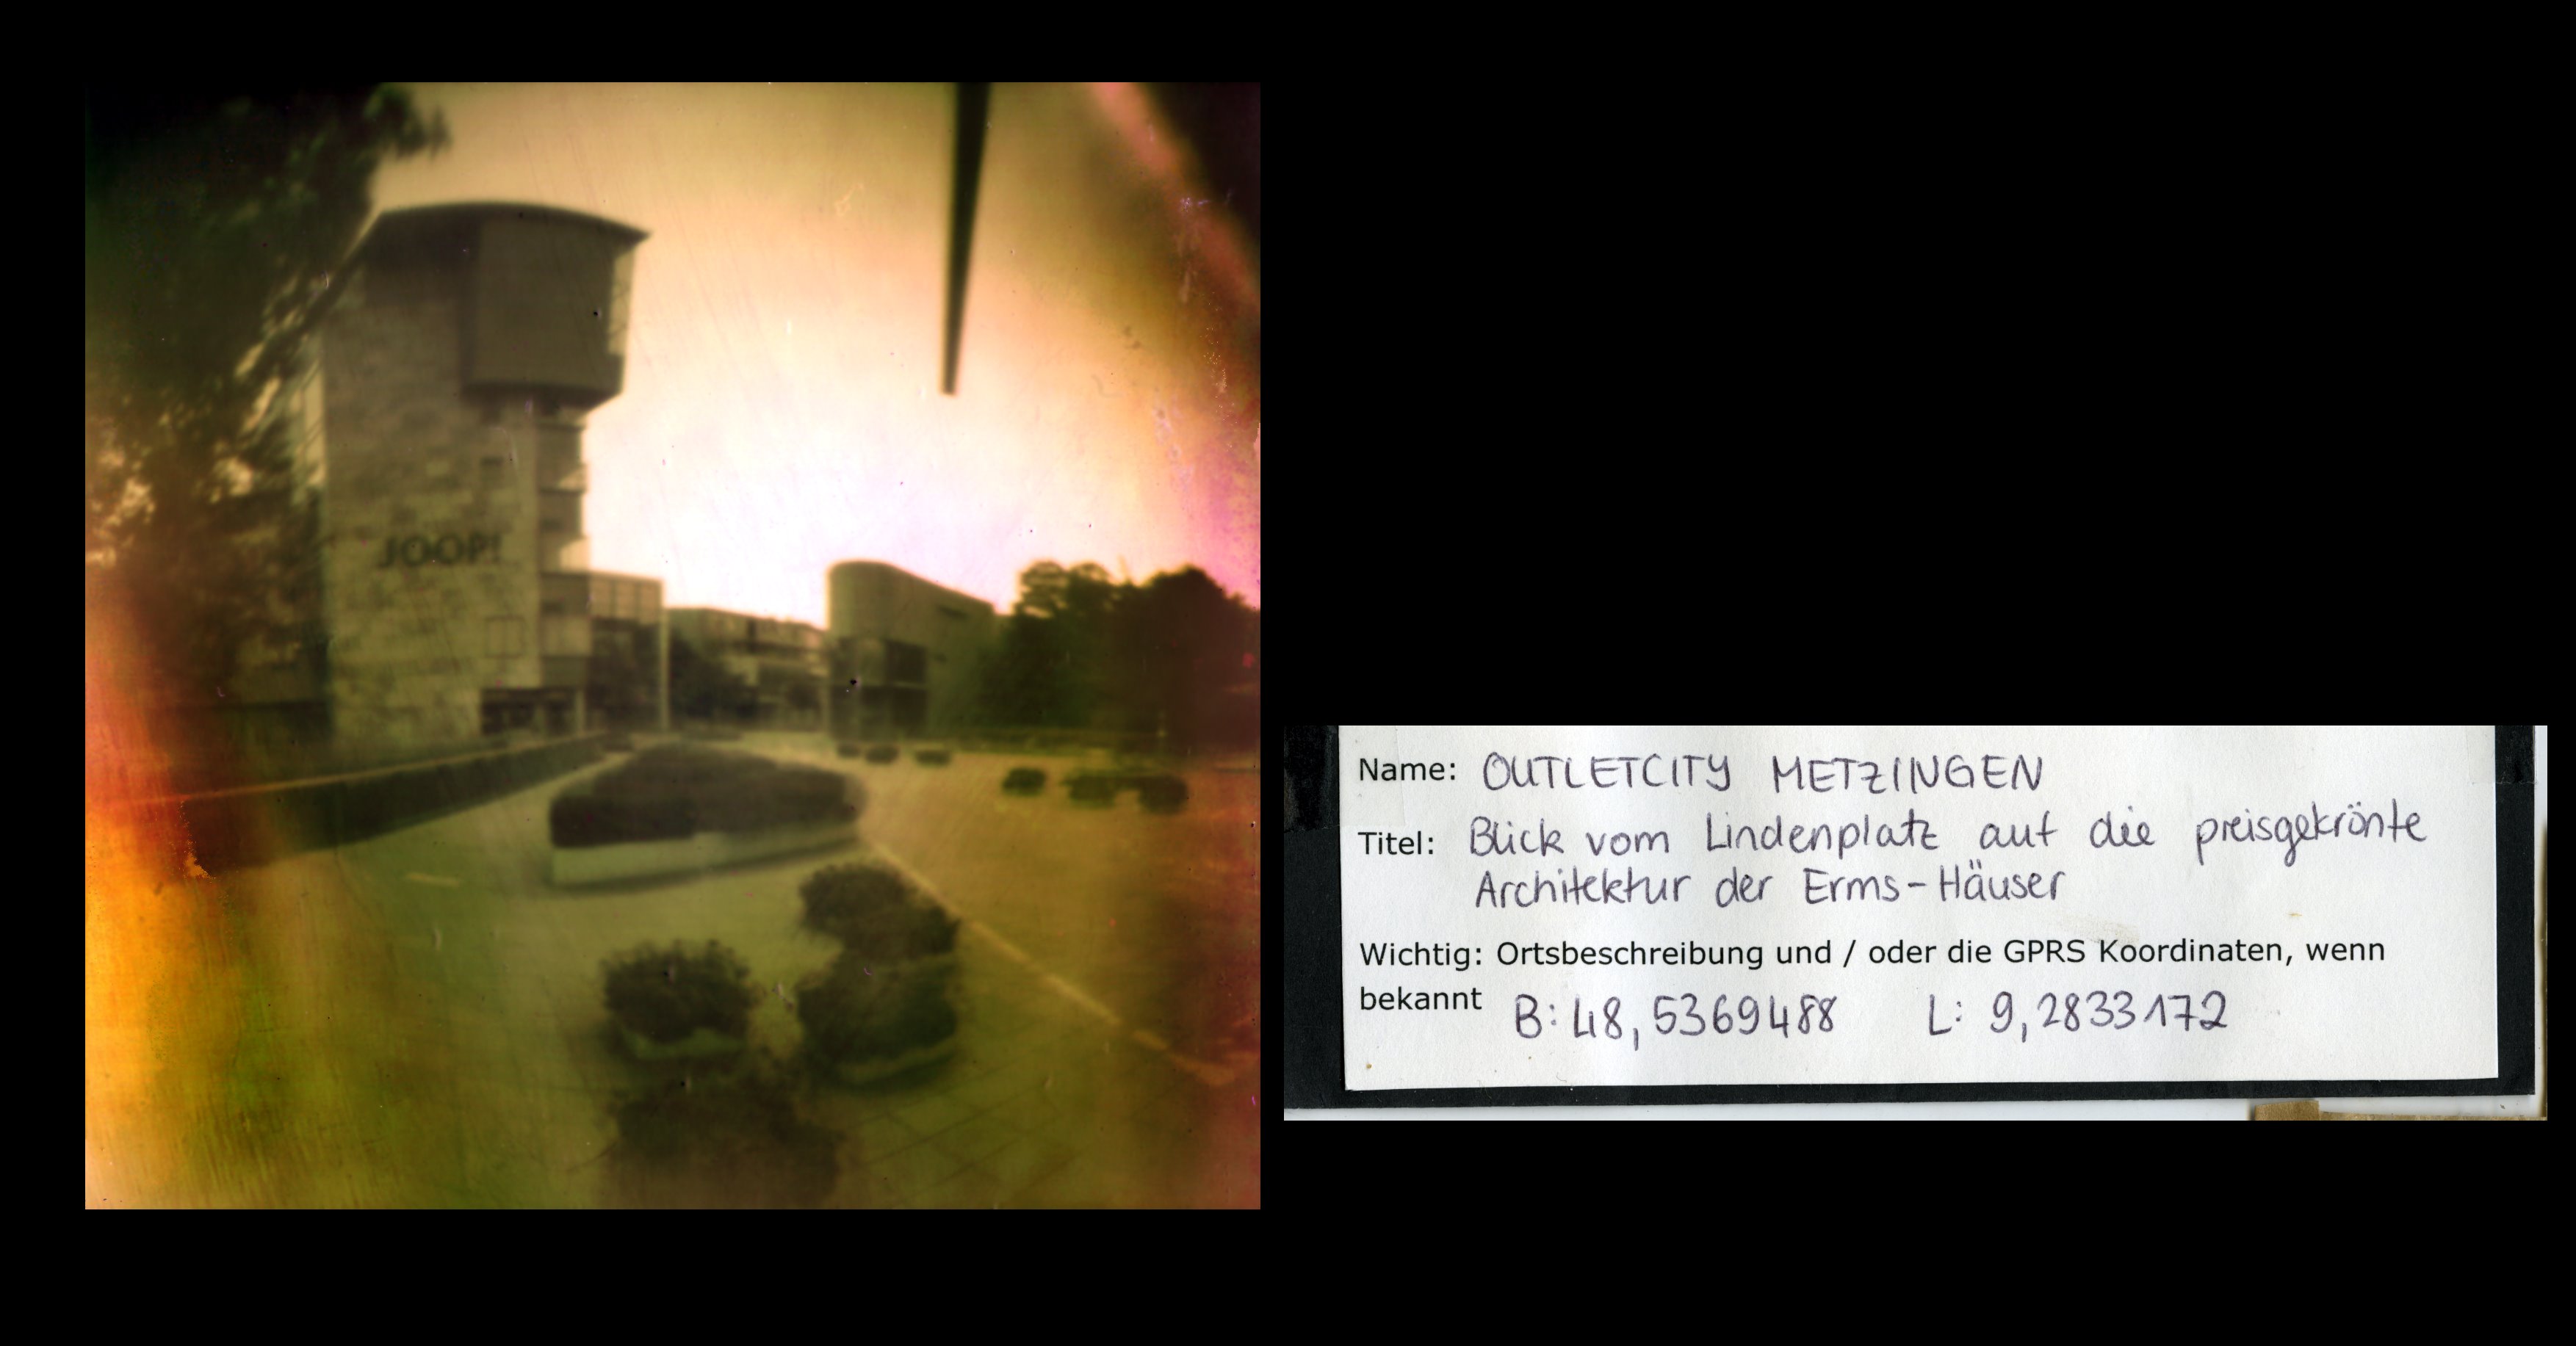 JOOP!
Name: OUTLETCITY METZINGEN
Titel: Blick vom Lindenplatz auf die preisgekrönte
Architektur der Erms-Häuser
Wichtig: Ortsbeschreibung und / oder die GPRS Koordinaten, wenn
bekannt B: 48,5369488 L: 9,2833172